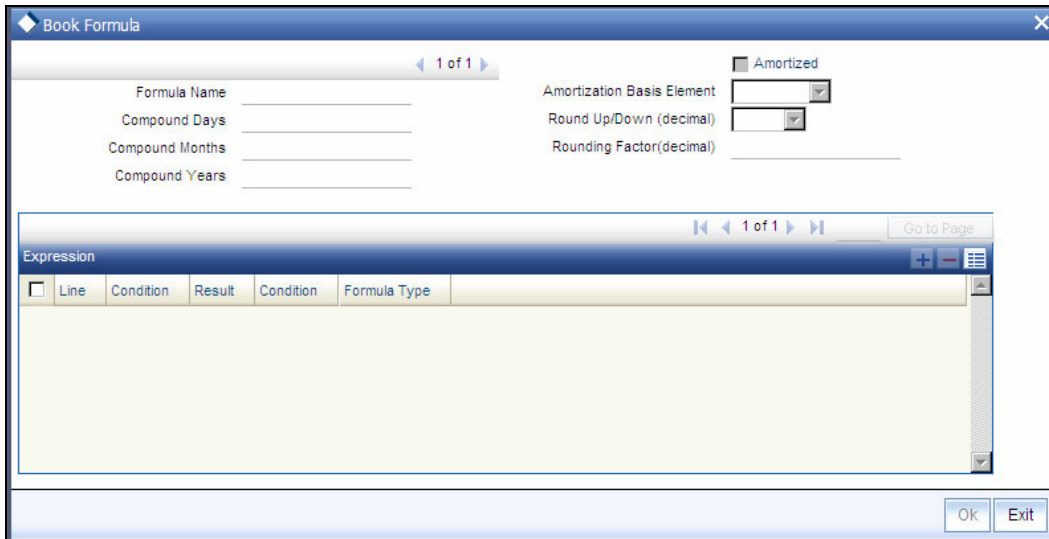 Book Formula
1 of 1
Amortized
Formula Name
Amortization Basis Element
Compound Days
Round Up/Down (decimal)
Compound Months
Rounding Factor(decimal)
Compound Years
1 of 1
Go to Page
Expression
Line Condition Result Condition Formula Type
Ok Exit